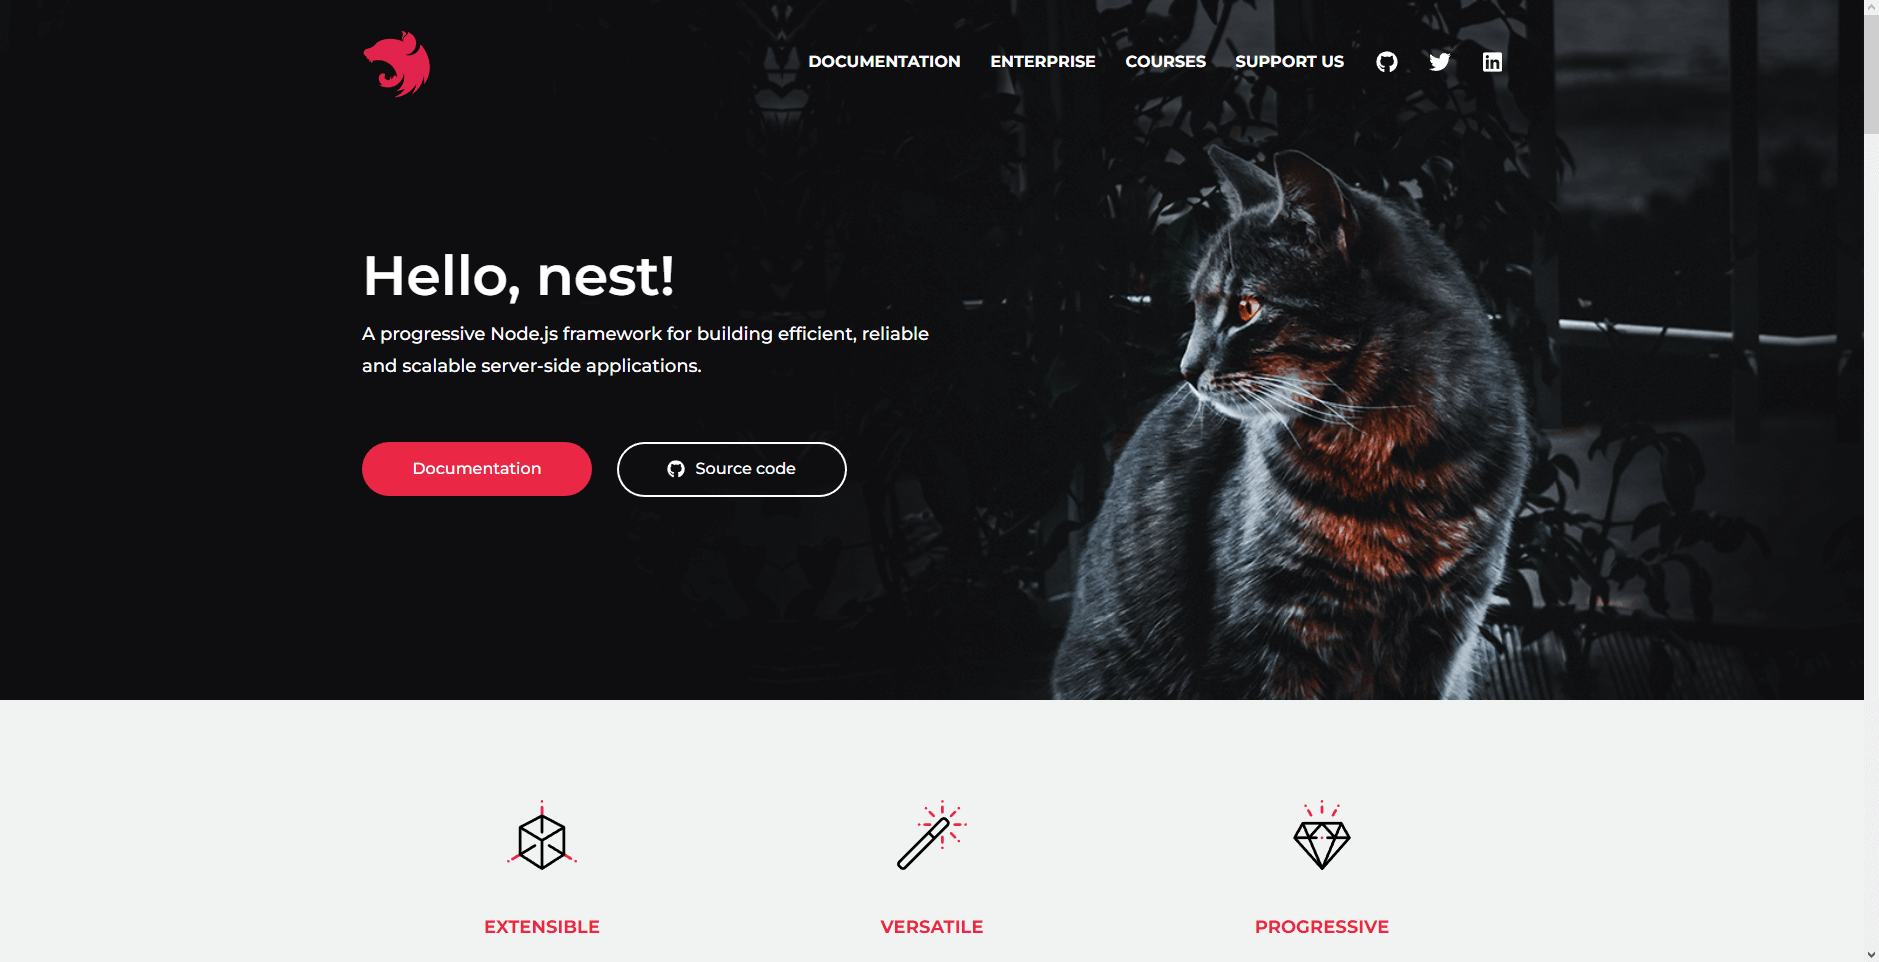 DOCUMENTATION ENTERPRISE COURSES SUPPORT US
Hello, nest!
A progressive Node.js framework for building efficient, reliable
and scalable server-side applications.
Documentation Source code
EXTENSIBLE VERSATILE PROGRESSIVE